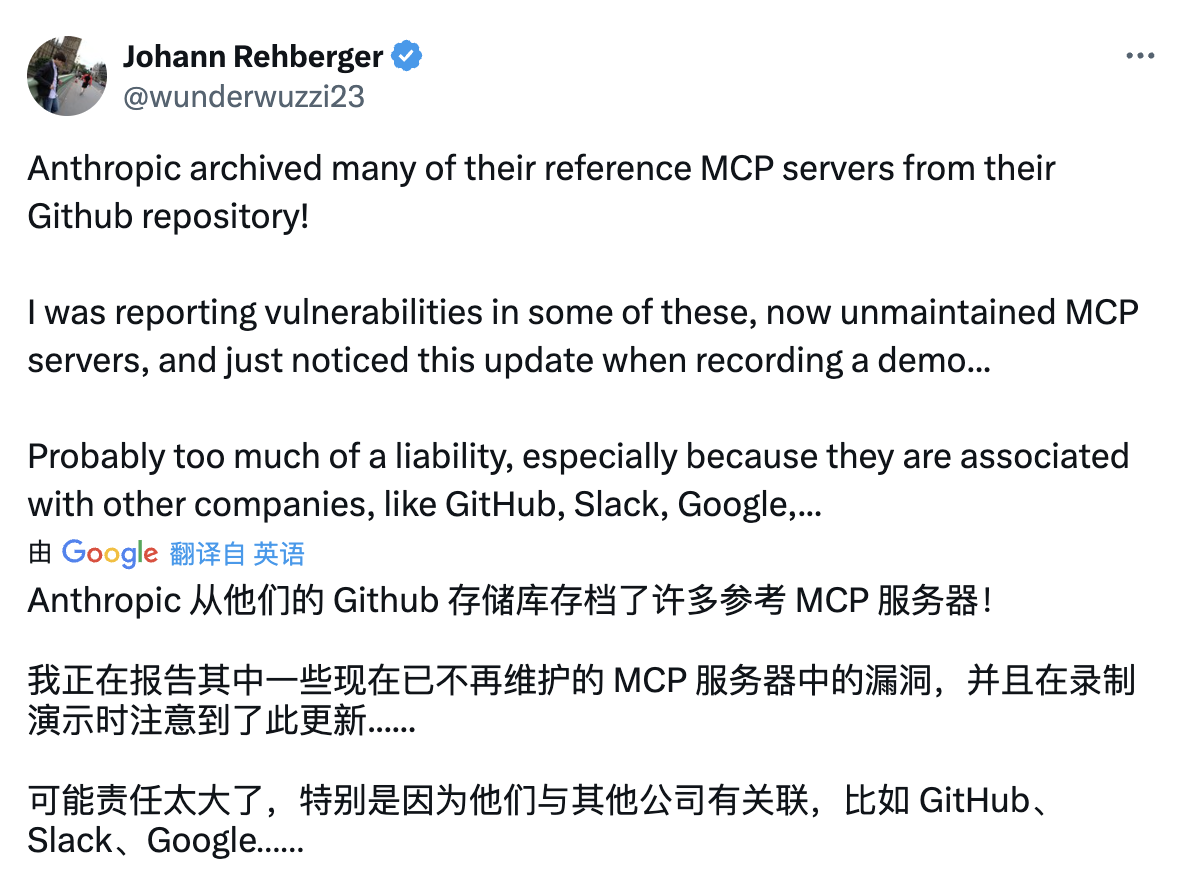 Johann Rehberger
@wunderwuzzi23
Anthropic archived many of their reference MCP servers from their
Github repository!
I was reporting vulnerabilities in some of these, now unmaintained MCP
servers, and just noticed this update when recording a demo...
Probably too much of a liability, especially because they are associated
with other companies, like GitHub, Slack, Google,...
由 Google 翻译自 英语
Anthropic 从他们的 Github 存储库存档了许多参考 MCP 服务器！
我正在报告其中一些现在已不再维护的 MCP 服务器中的漏洞，并且在录制
演示时注意到了此更新……
可能责任太大了，特别是因为他们与其他公司有关联，比如 GitHub、
Slack、Google……